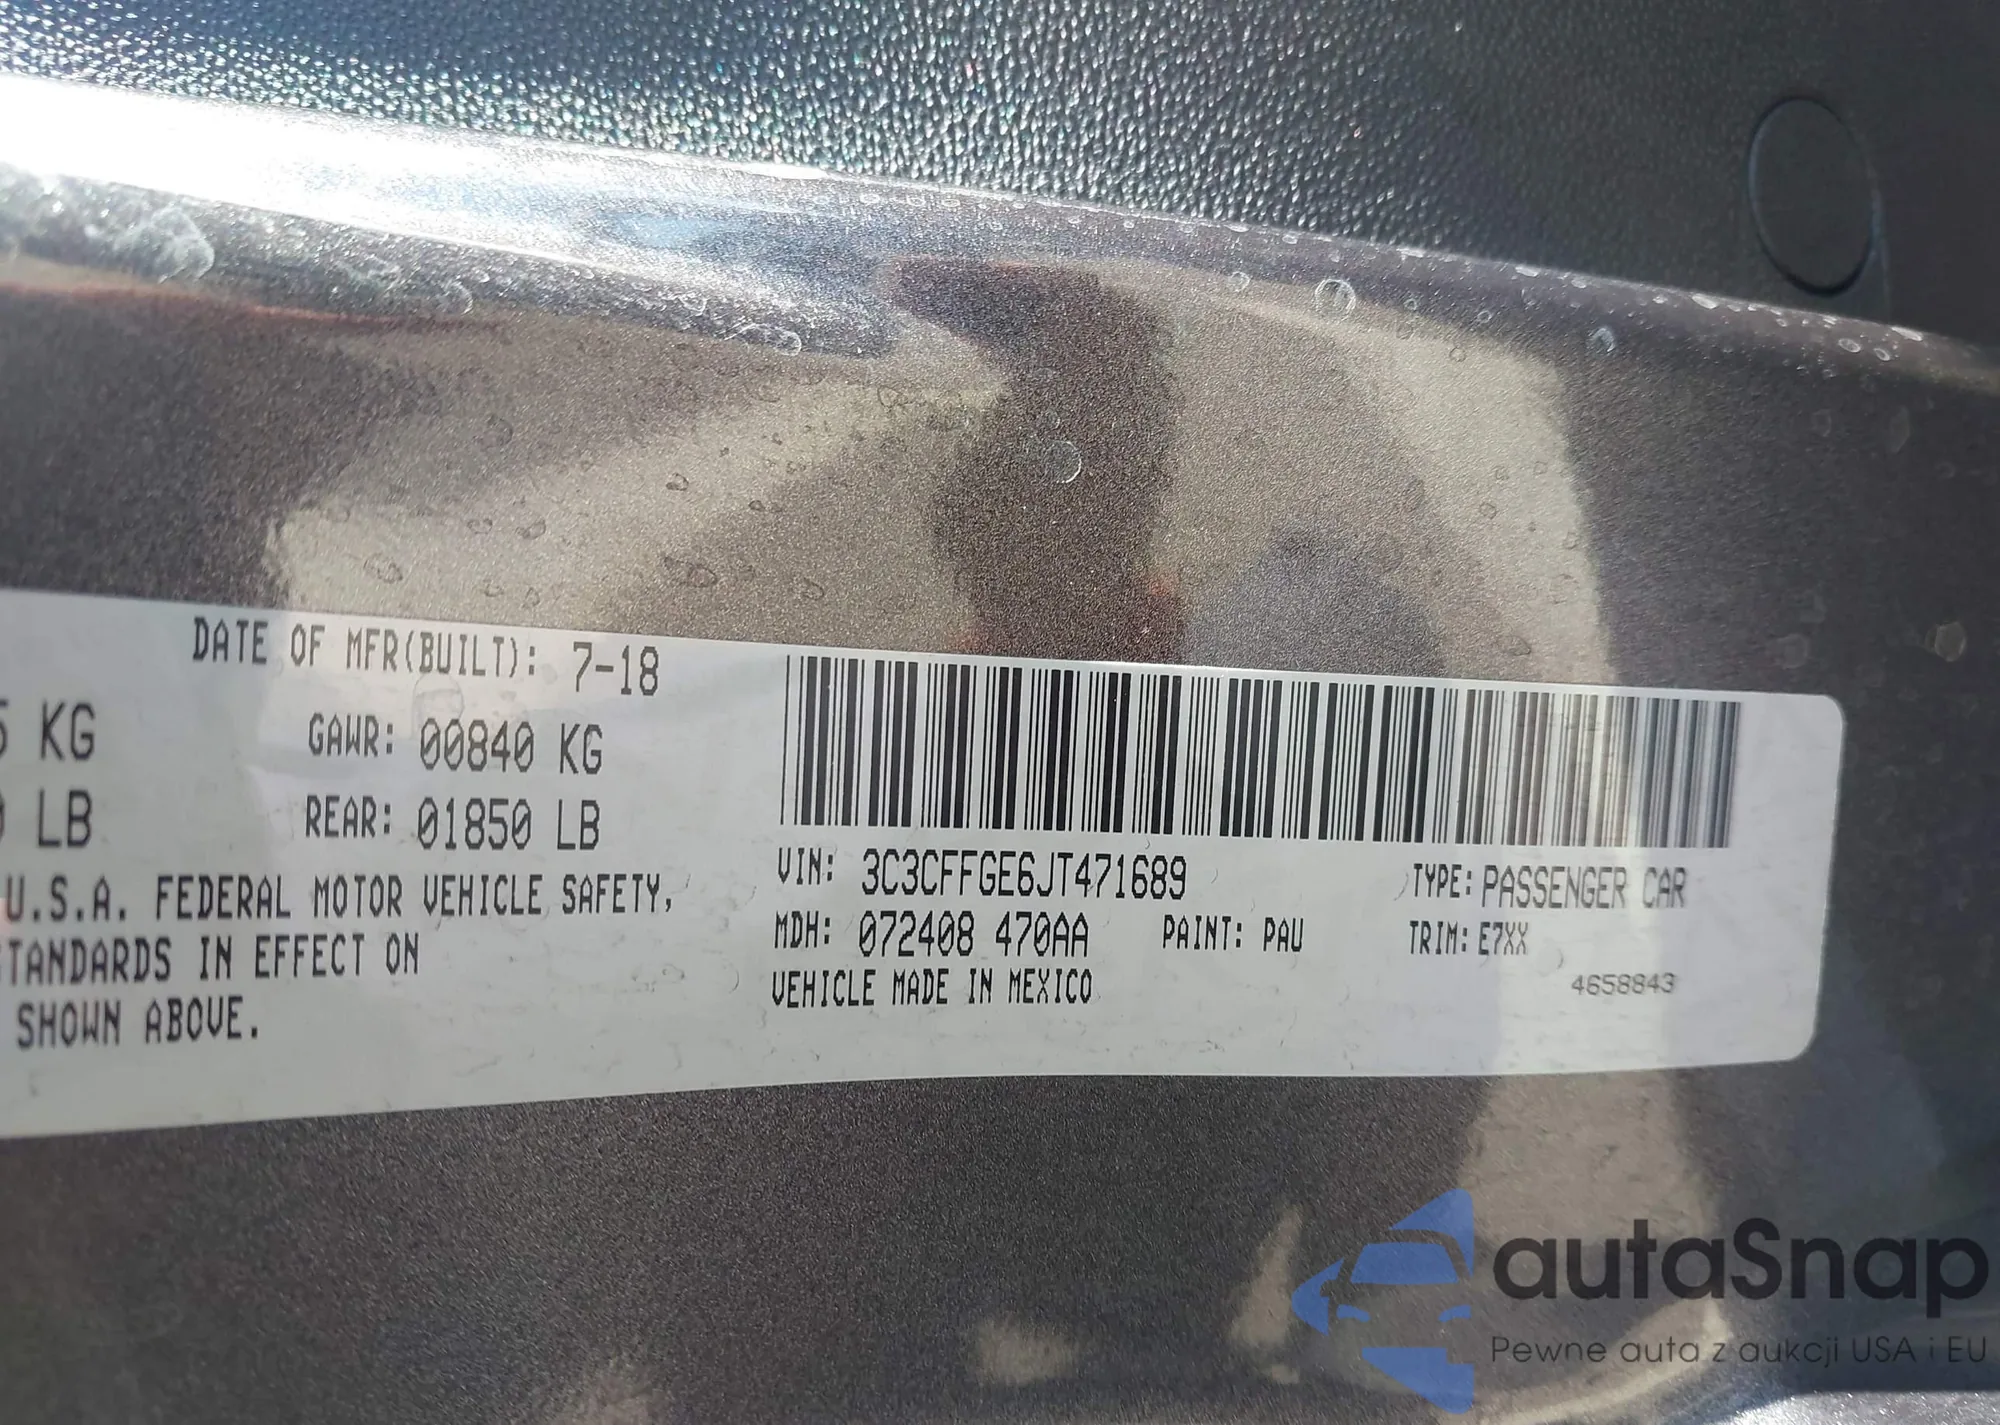 DATE OF MFR(BUILT): 7-18
KG GAWR: 00840 KG
LB REAR: 01850 LB
U.S.A. FEDERAL MOTOR VEHICLE SAFETY,
STANDARDS IN EFFECT ON
SHOWN ABOVE.
VIN: 3C3CFFGE6JT471689 TYPE: PASSENGER CAR
MDH: 072408 470AA PAINT: PAU TRIM: E7XX
VEHICLE MADE IN MEXICO 4658843
autaSnap
Pewne auta z aukcji USA i EU